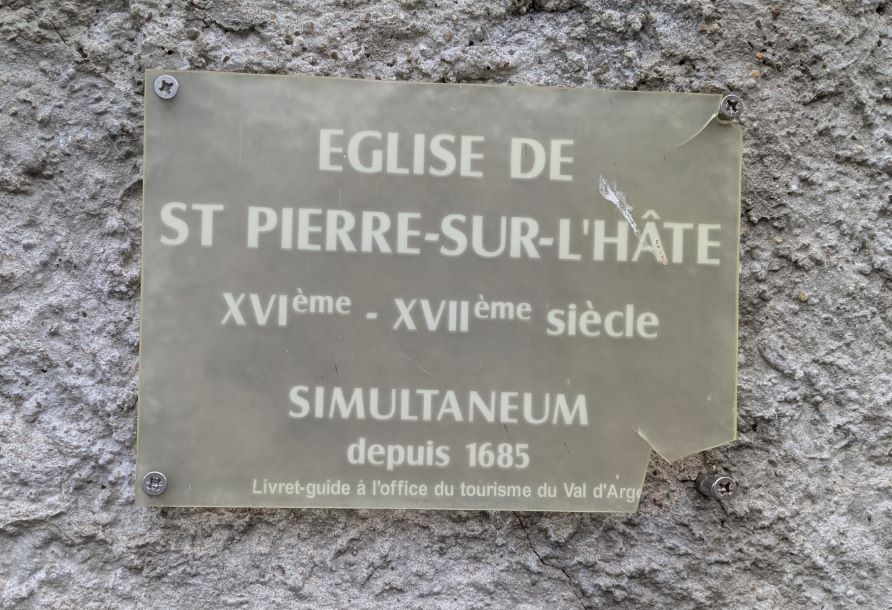 EGLISE DE
ST PIERRE-SUR-L'HÂTE
XVIème - XVIIème siècle
SIMULTANEUM
depuis 1685
Livret-guide à l'office du tourisme du Val d'Arge